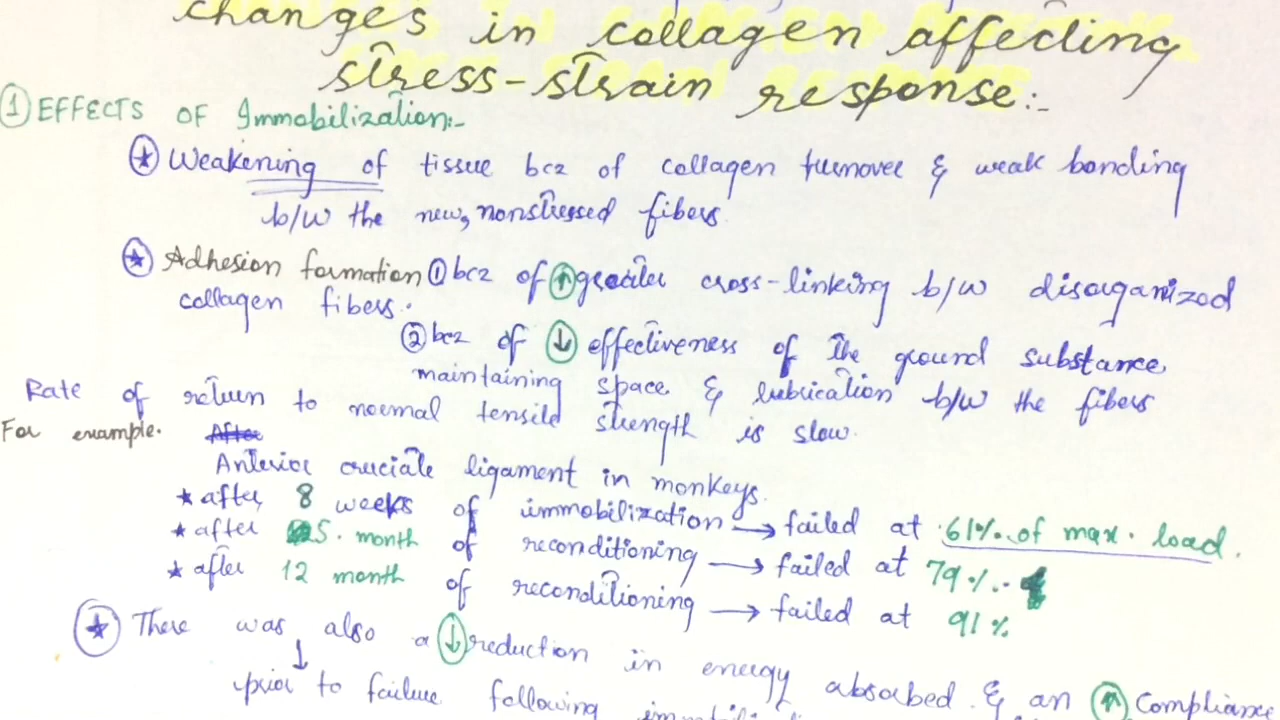 changes in collagen affecting
stress-strain response:-
① EFFECTS OF Immobilization:-
★ Weakening of tissue bcz of collagen turnover & weak bonding
b/w the new, nonstressed fibers.
★ Adhesion formation ① bcz of ↑ greater cross-linking b/w disorganized
collagen fibers.
② bcz of ↓ effectiveness of the ground substance
maintaining space & lubrication b/w the fibers
Rate of return to normal tensile strength is slow.
For example. After
Anterior cruciate ligament in monkeys.
★ after 8 weeks of immobilization → failed at 61% of max. load.
★ after 5. month of reconditioning → failed at 79%.
★ after 12 month of reconditioning → failed at 91%
★ There was also a ↓ reduction in energy absorbed & an ↑ Compliance
prior to failure following